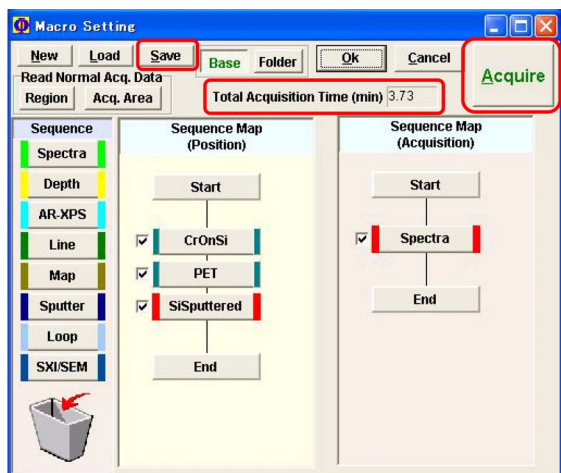 Macro Setting
New Load Save Base Folder Ok Cancel Acquire
Read Normal Acq. Data
Region Acq. Area
Total Acquisition Time (min) 3.73
Sequence
Spectra
Depth
AR-XPS
Line
Map
Sputter
Loop
SXI/SEM
Sequence Map
(Position)
Start
CrOnSi
PET
SiSputtered
End
Sequence Map
(Acquisition)
Start
Spectra
End